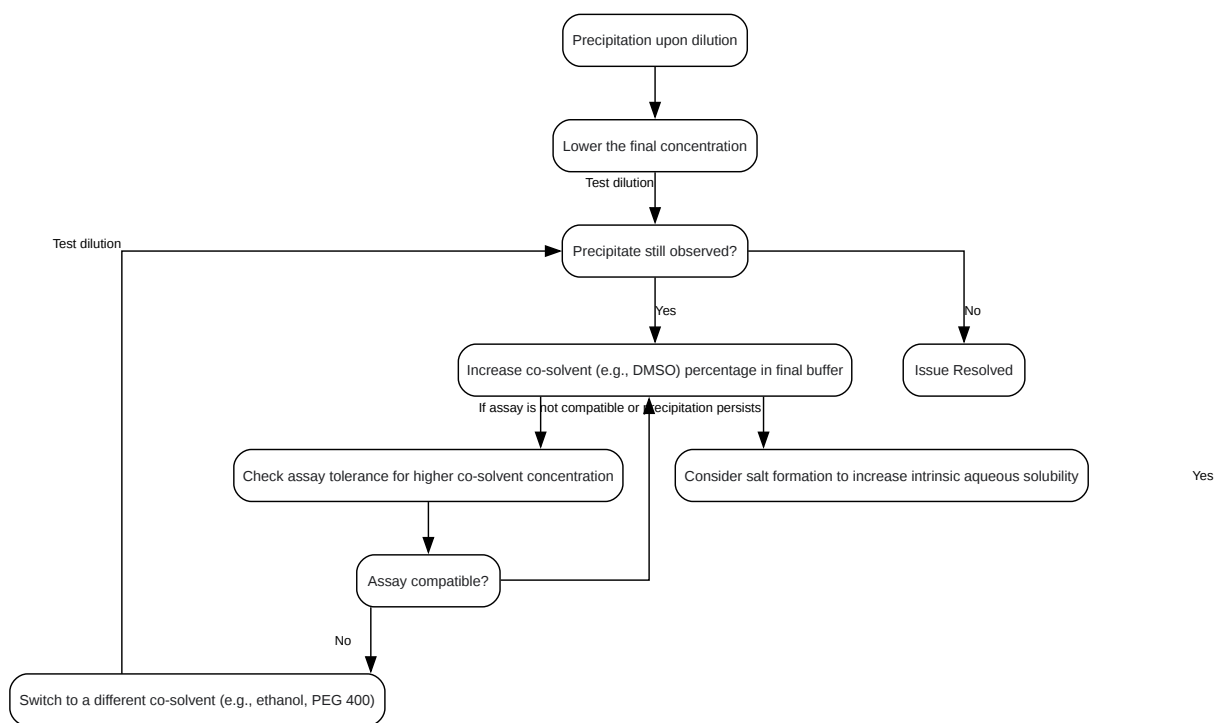 Precipitation upon dilution
Lower the final concentration
Test dilution
Test dilution
Precipitate still observed?
Yes
No
Increase co-solvent (e.g., DMSO) percentage in final buffer
Issue Resolved
If assay is not compatible or precipitation persists
Check assay tolerance for higher co-solvent concentration
Consider salt formation to increase intrinsic aqueous solubility
Yes
Assay compatible?
No
Switch to a different co-solvent (e.g., ethanol, PEG 400)